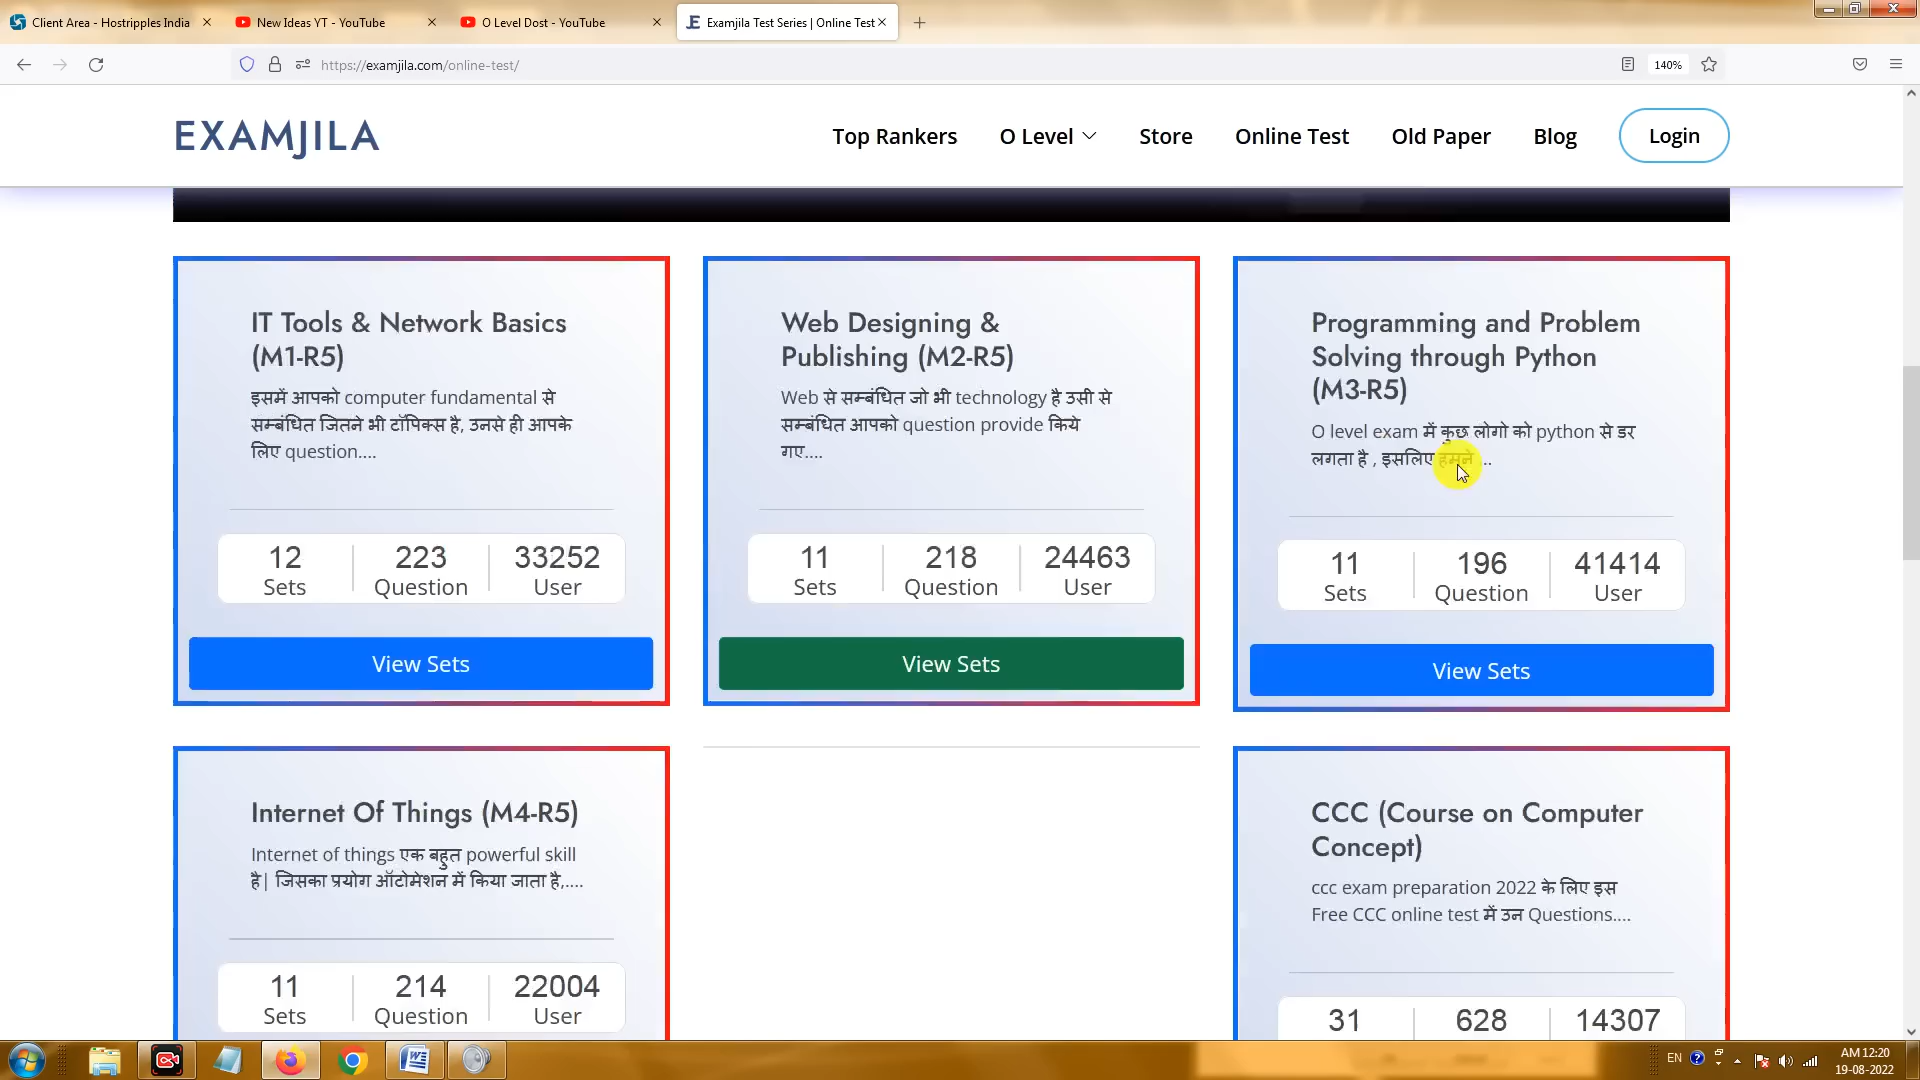 Client Area - Hostripples India
New Ideas YT - YouTube
O Level Dost - YouTube
Examjila Test Series | Online Test
https://examjila.com/online-test/
140%
EXAMJILA
Top Rankers
O Level
Store
Online Test
Old Paper
Blog
Login
IT Tools & Network Basics
(M1-R5)
इसमें आपको computer fundamental से
सम्बंधित जितने भी टॉपिक्स है, उनसे ही आपके
लिए question....
12
223
33252
Sets
Question
User
View Sets
Web Designing &
Publishing (M2-R5)
Web से सम्बंधित जो भी technology है उसी से
सम्बंधित आपको question provide किये
गए....
11
218
24463
Sets
Question
User
View Sets
Programming and Problem
Solving through Python
(M3-R5)
O level exam में कुछ लोगो को python से डर
लगता है , इसलिए हमने ...
11
196
41414
Sets
Question
User
View Sets
Internet Of Things (M4-R5)
Internet of things एक बहुत powerful skill
है| जिसका प्रयोग ऑटोमेशन में किया जाता है,....
11
214
22004
Sets
Question
User
CCC (Course on Computer
Concept)
ccc exam preparation 2022 के लिए इस
Free CCC online test में उन Questions....
31
628
14307
EN
AM 12:20
19-08-2022